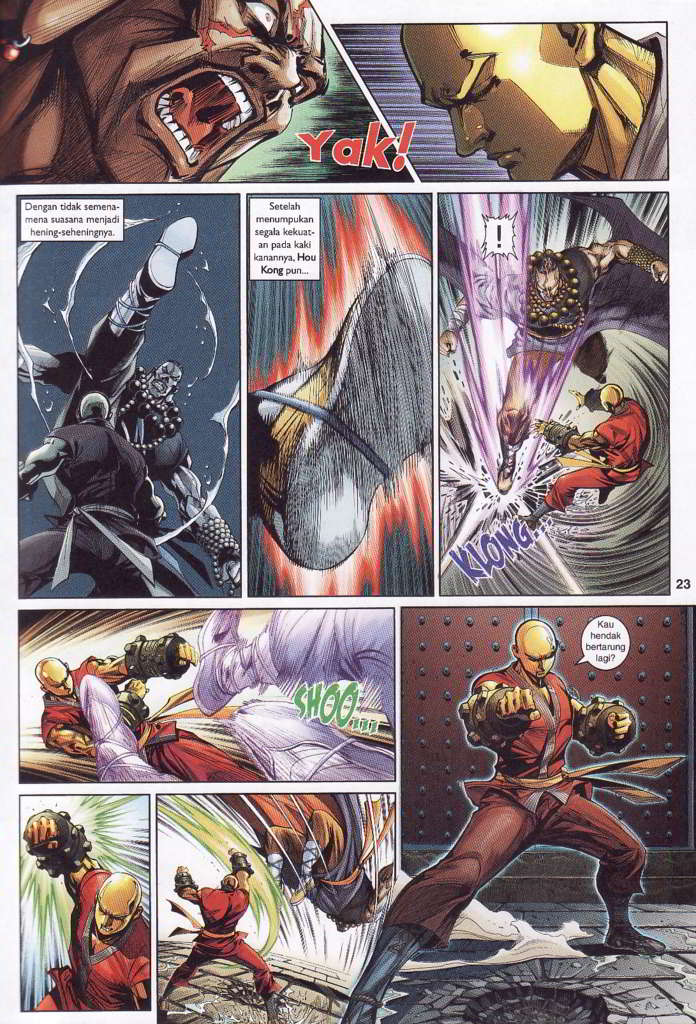 Yak!
Dengan tidak semena-
mena suasana menjadi
hening-seheningnya.
Setelah
menumpukan
segala kekuat-
an pada kaki
kanannya, Hou
Kong pun...
!
KLONG...
23
SHOO...
Kau
hendak
bertarung
lagi?